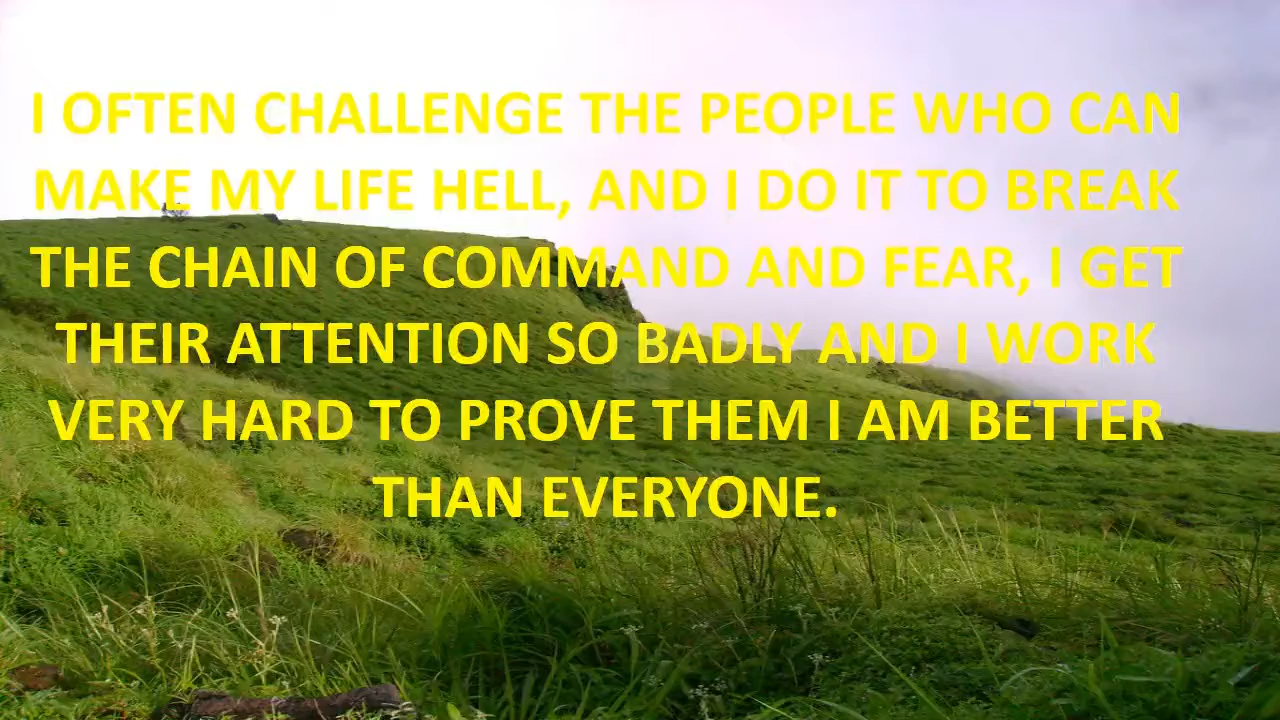 I OFTEN CHALLENGE THE PEOPLE WHO CAN
MAKE MY LIFE HELL, AND I DO IT TO BREAK
THE CHAIN OF COMMAND AND FEAR, I GET
THEIR ATTENTION SO BADLY AND I WORK
VERY HARD TO PROVE THEM I AM BETTER
THAN EVERYONE.